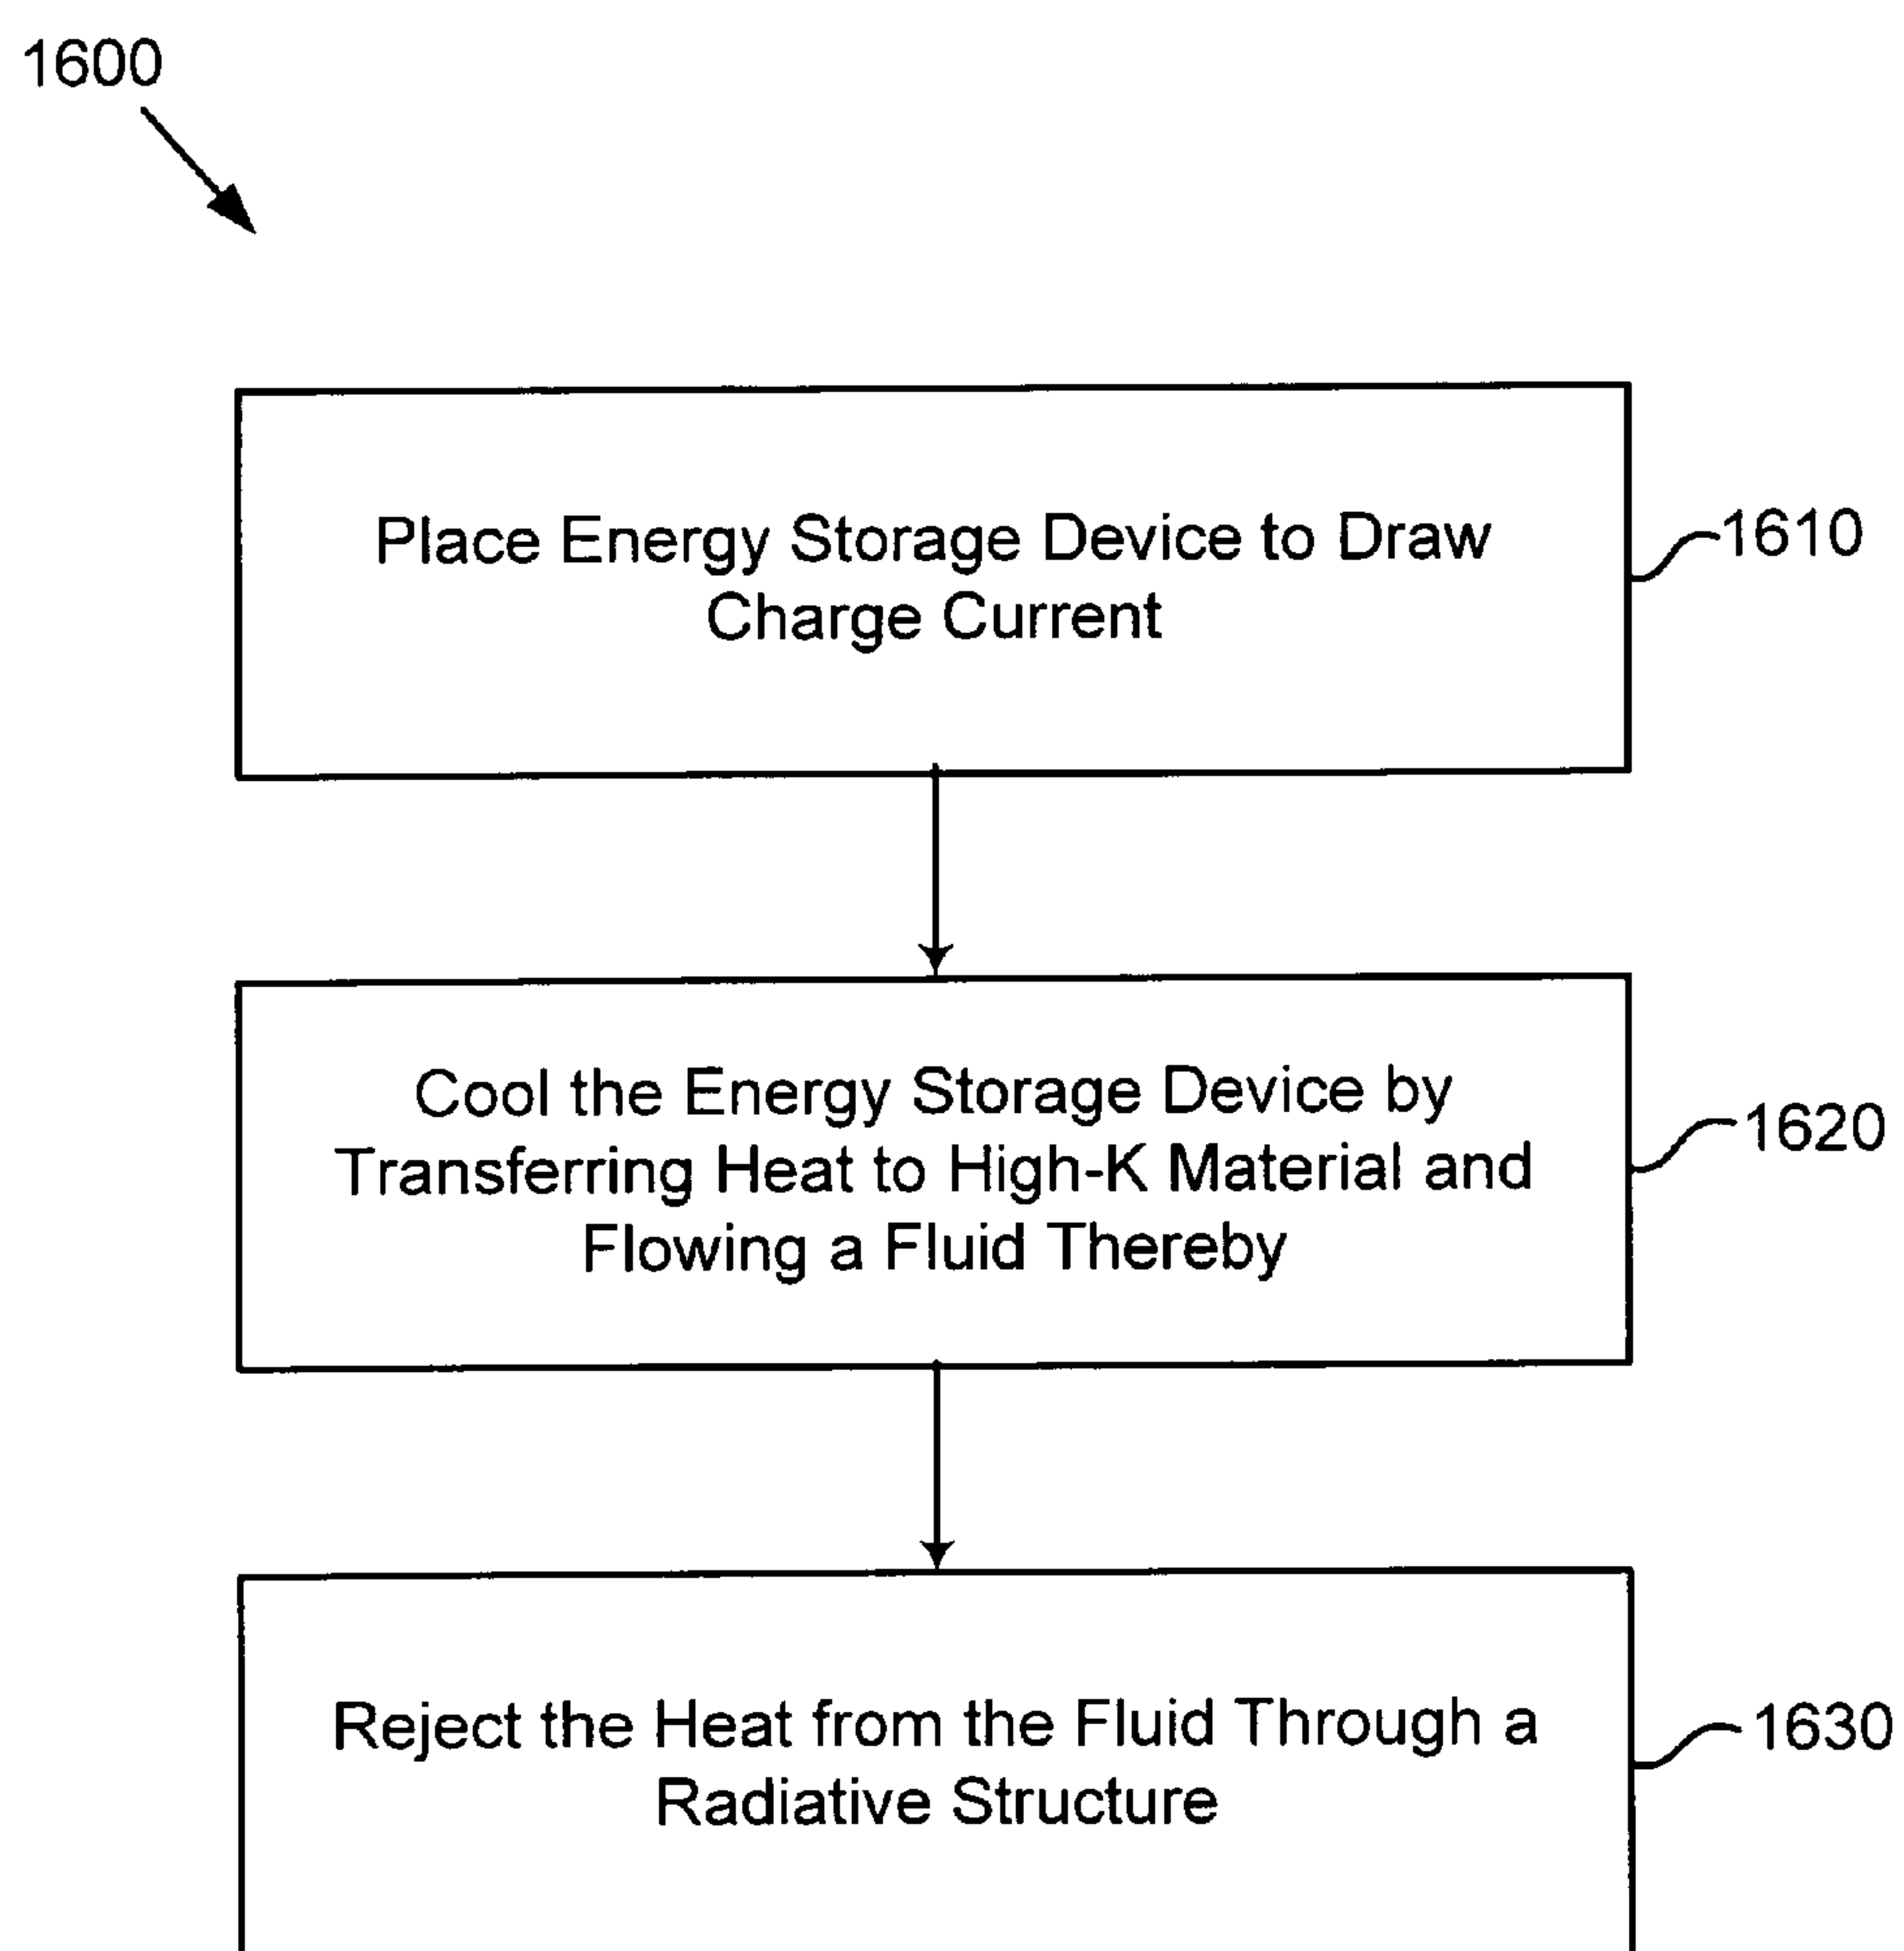 1600
Place Energy Storage Device to Draw
Charge Current
1610
Cool the Energy Storage Device by
Transferring Heat to High-K Material and
Flowing a Fluid Thereby
1620
Reject the Heat from the Fluid Through a
Radiative Structure
1630